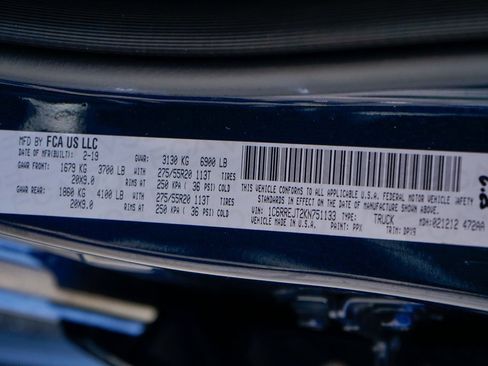 MFD BY FCA US LLC
DATE OF MFR(BUILT): 2-19 GVWR: 3130 KG 6900 LB
GAWR FRONT: 1679 KG 3700 LB 275/55R20 113T TIRES
20X9.0 RIMS AT 250 KPA ( 36 PSI) COLD
GAWR REAR: 1860 KG 4100 LB 275/55R20 113T TIRES
20X9.0 RIMS AT 250 KPA ( 36 PSI) COLD
THIS VEHICLE CONFORMS TO ALL APPLICABLE U.S.A. FEDERAL MOTOR VEHICLE SAFETY
STANDARDS IN EFFECT ON THE DATE OF MANUFACTURE SHOWN ABOVE.
VIN: 1C6RREJT2KN751133 TYPE: TRUCK MDH: 021212 472AA
VEHICLE MADE IN U.S.A. PAINT: PPX TRIM: DPY9